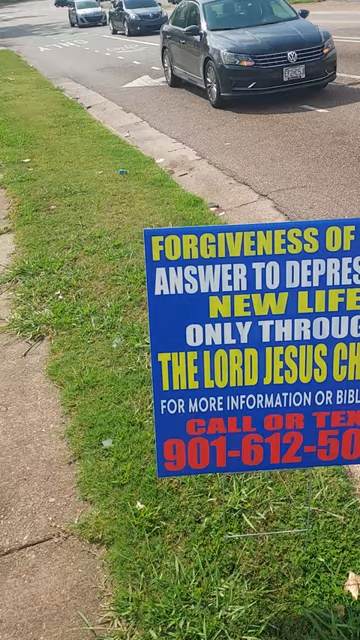 FORGIVENESS OF
ANSWER TO DEPRES
NEW LIFE
ONLY THROUG
THE LORD JESUS CH
FOR MORE INFORMATION OR BIBL
CALL OR TEX
901-612-50
ONLY